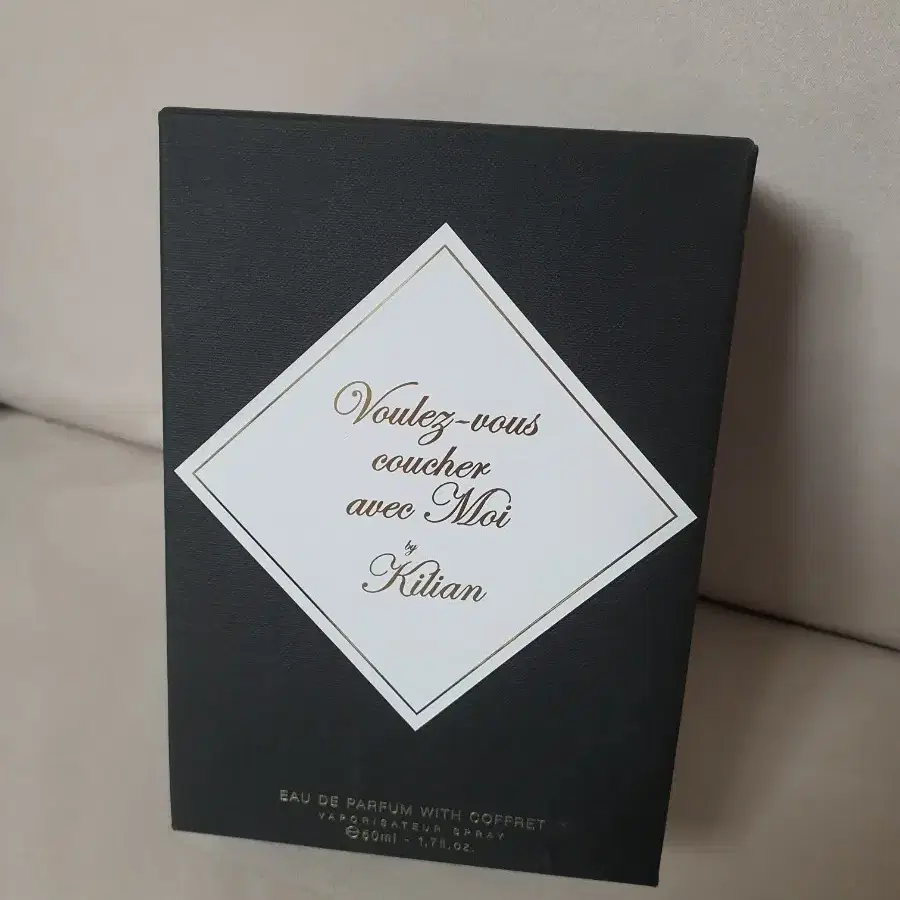 Voulez-vous
coucher
avec Moi
by
Kilian
EAU DE PARFUM WITH COFFRET
VAPORISATEUR SPRAY
℮50ml - 1.7fl.oz.